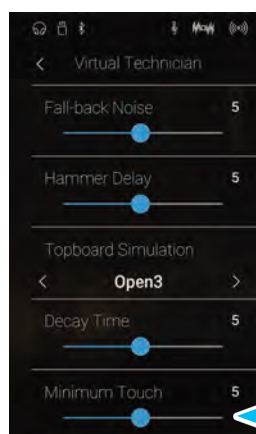 Virtual Technician
Fall-back Noise 5
Hammer Delay 5
Topboard Simulation
< Open3 >
Decay Time 5
Minimum Touch 5